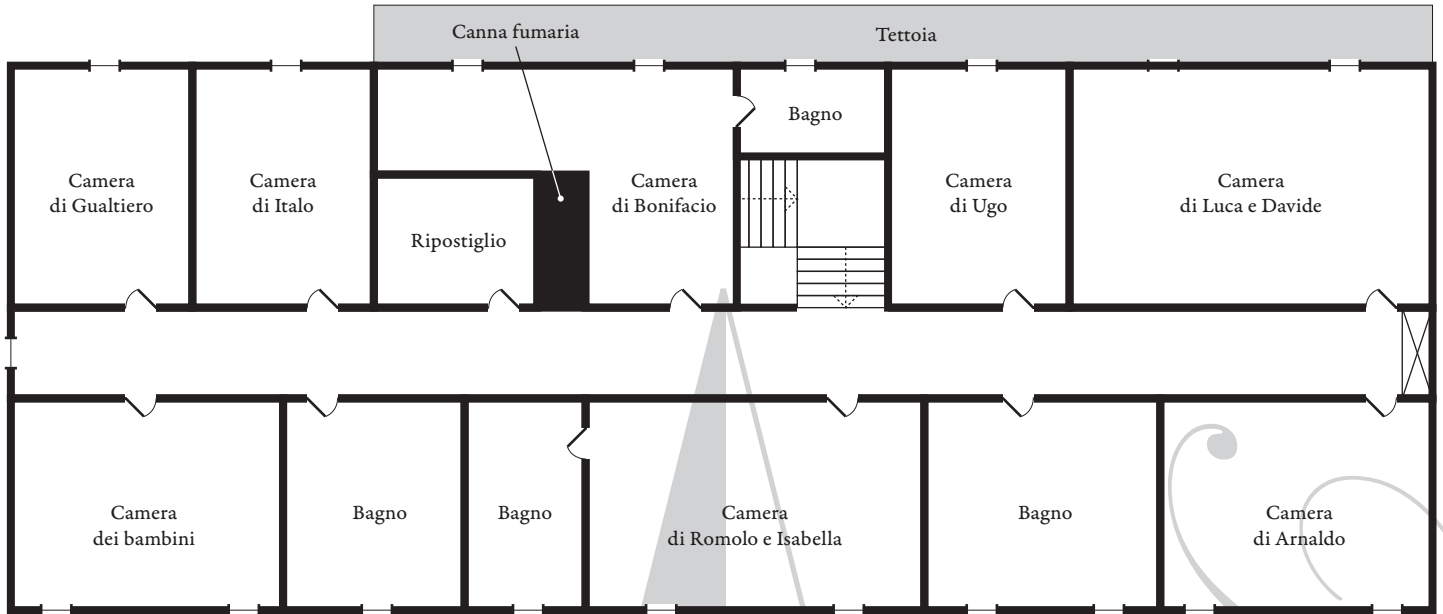 Canna fumaria
Tettoia
Bagno
Camera
di Gualtiero
Camera
di Italo
Ripostiglio
Camera
di Bonifacio
Camera
di Ugo
Camera
di Luca e Davide
Camera
dei bambini
Bagno
Bagno
Camera
di Romolo e Isabella
Bagno
Camera
di Arnaldo